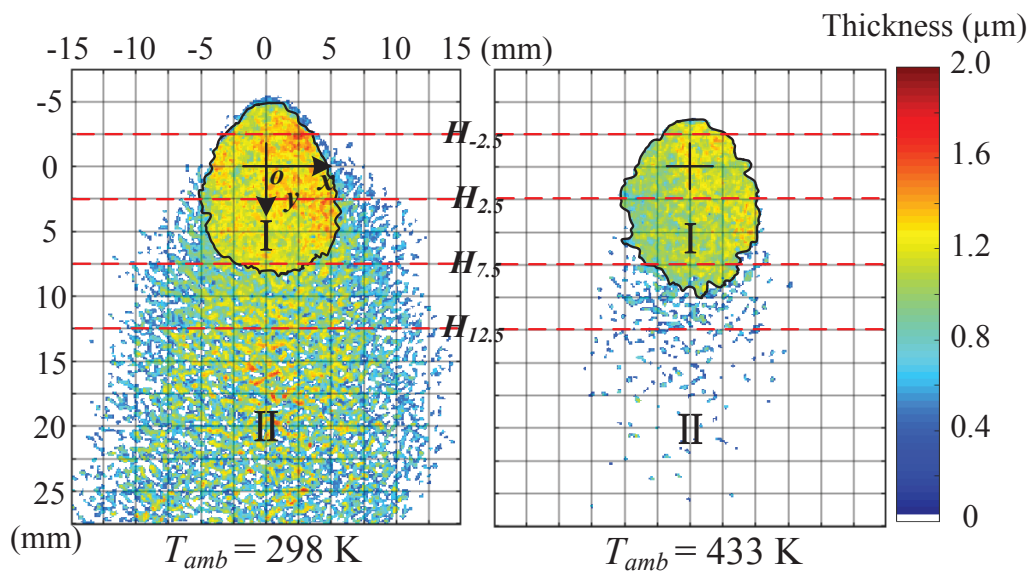 Thickness (µm)
-15 -10 -5 0 5 10 15 (mm)
2.0
1.6
1.2
0.8
0.4
0
-5
0
5
10
15
20
25
(mm)
H-2.5
H2.5
H7.5
H12.5
o
x
y
I
II
I
II
Tamb = 298 K
Tamb = 433 K